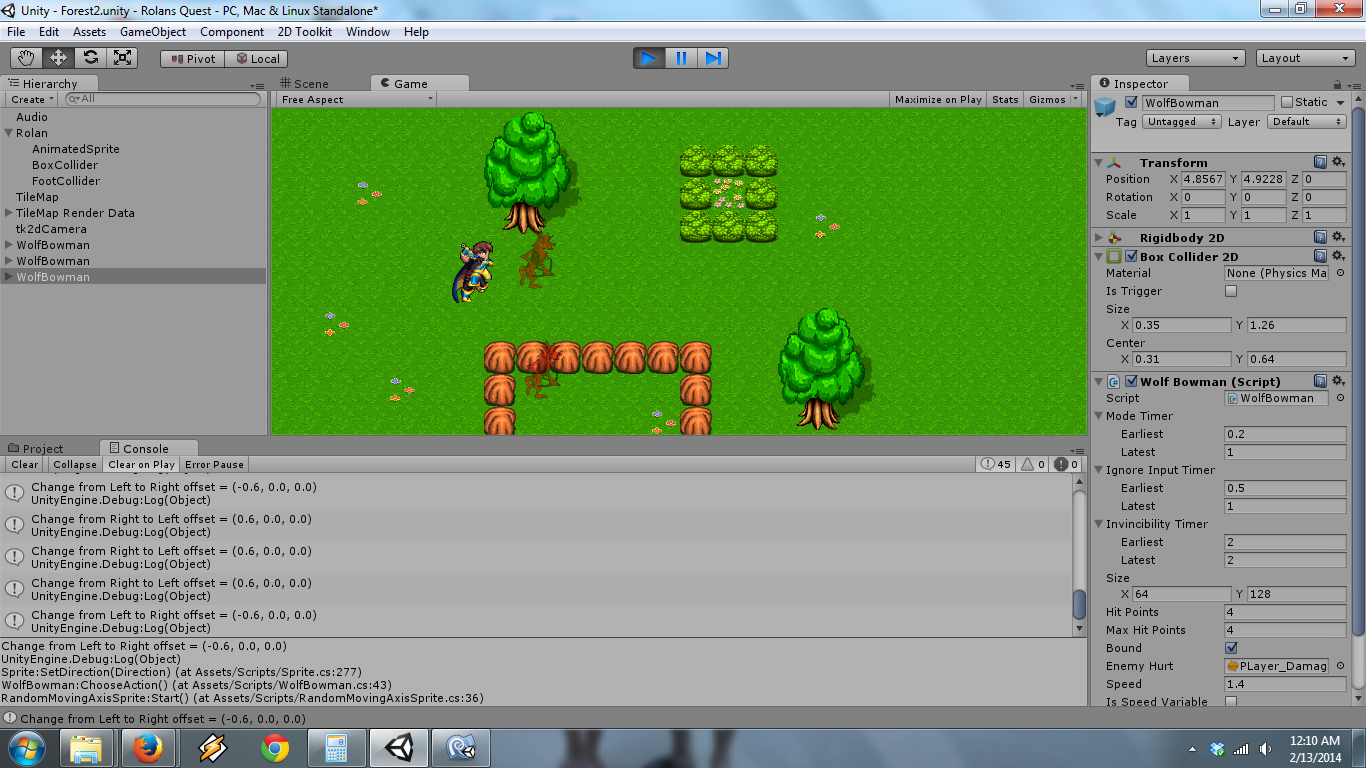 Unity - Forest2.unity - Rolans Quest - PC, Mac & Linux Standalone*
File Edit Assets GameObject Component 2D Toolkit Window Help
Pivot Local Layers Layout
Hierarchy
Create All
Audio
Rolan
AnimatedSprite
BoxCollider
FootCollider
TileMap
TileMap Render Data
tk2dCamera
WolfBowman
WolfBowman
WolfBowman
Scene Game
Free Aspect Maximize on Play Stats Gizmos
Project Console
Clear Collapse Clear on Play Error Pause 45 0 0
Change from Left to Right offset = (-0.6, 0.0, 0.0)
UnityEngine.Debug:Log(Object)
Change from Right to Left offset = (0.6, 0.0, 0.0)
UnityEngine.Debug:Log(Object)
Change from Right to Left offset = (0.6, 0.0, 0.0)
UnityEngine.Debug:Log(Object)
Change from Right to Left offset = (0.6, 0.0, 0.0)
UnityEngine.Debug:Log(Object)
Change from Left to Right offset = (-0.6, 0.0, 0.0)
UnityEngine.Debug:Log(Object)
Change from Left to Right offset = (-0.6, 0.0, 0.0)
UnityEngine.Debug:Log(Object)
Sprite:SetDirection(Direction) (at Assets/Scripts/Sprite.cs:277)
WolfBowman:ChooseAction() (at Assets/Scripts/WolfBowman.cs:43)
RandomMovingAxisSprite:Start() (at Assets/Scripts/RandomMovingAxisSprite.cs:36)
Change from Left to Right offset = (-0.6, 0.0, 0.0)
Inspector
WolfBowman Static
Tag Untagged Layer Default
Transform
Position X 4.8567 Y 4.9228 Z 0
Rotation X 0 Y 0 Z 0
Scale X 1 Y 1 Z 1
Rigidbody 2D
Box Collider 2D
Material None (Physics Ma
Is Trigger
Size
X 0.35 Y 1.26
Center
X 0.31 Y 0.64
Wolf Bowman (Script)
Script WolfBowman
Mode Timer
Earliest 0.2
Latest 1
Ignore Input Timer
Earliest 0.5
Latest 1
Invincibility Timer
Earliest 2
Latest 2
Size
X 64 Y 128
Hit Points 4
Max Hit Points 4
Bound
Enemy Hurt PLayer_Damag
Speed 1.4
Is Speed Variable
12:10 AM
2/13/2014